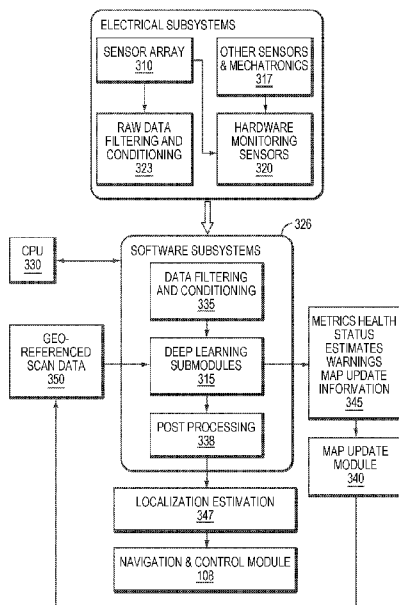 ELECTRICAL SUBSYSTEMS
SENSOR ARRAY
310
OTHER SENSORS
& MECHATRONICS
317
RAW DATA
FILTERING AND
CONDITIONING
323
HARDWARE
MONITORING
SENSORS
320
326
CPU
330
SOFTWARE SUBSYSTEMS
DATA FILTERING
AND CONDITIONING
335
GEO-
REFERENCED
SCAN DATA
350
DEEP LEARNING
SUBMODULES
315
METRICS HEALTH
STATUS
ESTIMATES
WARNINGS
MAP UPDATE
INFORMATION
345
POST PROCESSING
338
MAP UPDATE
MODULE
340
LOCALIZATION ESTIMATION
347
NAVIGATION & CONTROL MODULE
108